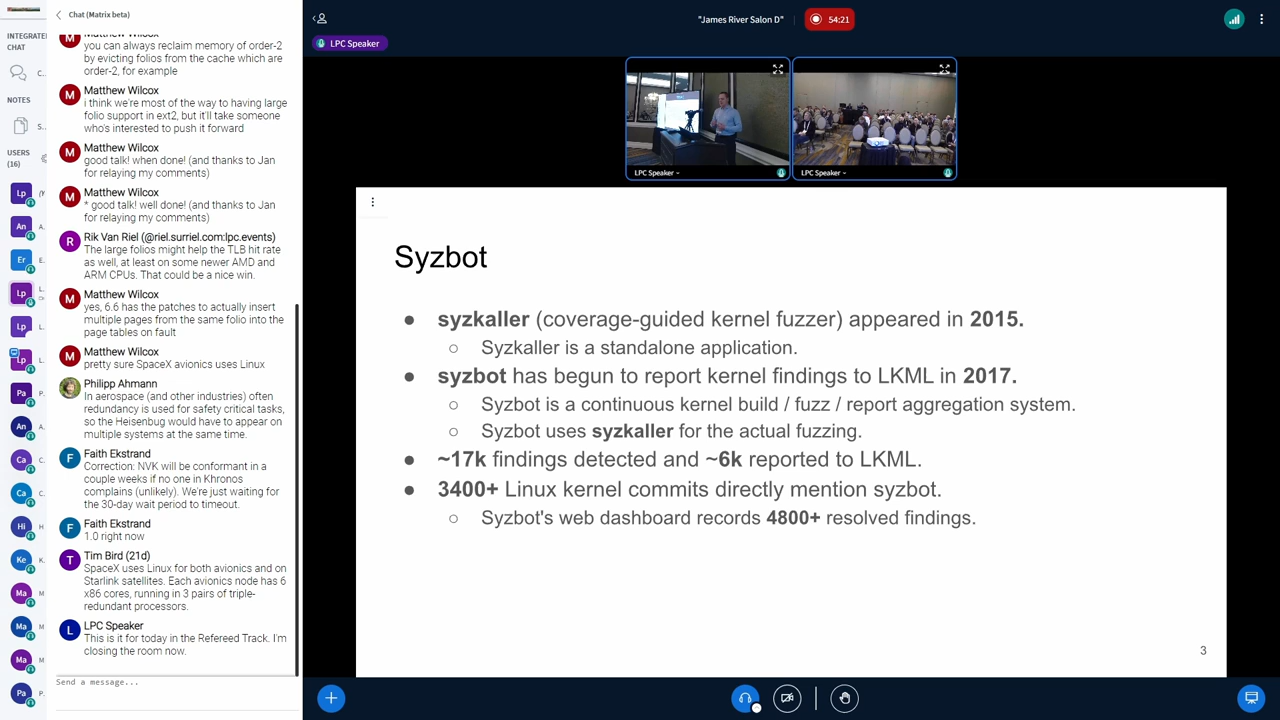 Chat (Matrix beta)
INTEGRATE
CHAT
C..
NOTES
S..
USERS
(16)
Matthew Wilcox
you can always reclaim memory of order-2
by evicting folios from the cache which are
order-2, for example
Matthew Wilcox
i think we're most of the way to having large
folio support in ext2, but it'll take someone
who's interested to push it forward
Matthew Wilcox
good talk! when done! (and thanks to Jan
for relaying my comments)
Matthew Wilcox
* good talk! well done! (and thanks to Jan
for relaying my comments)
Rik Van Riel (@riel.surriel.com:lpc.events)
The large folios might help the TLB hit rate
as well, at least on some newer AMD and
ARM CPUs. That could be a nice win.
Matthew Wilcox
yes, 6.6 has the patches to actually insert
multiple pages from the same folio into the
page tables on fault
Matthew Wilcox
pretty sure SpaceX avionics uses Linux
Philipp Ahmann
In aerospace (and other industries) often
redundancy is used for safety critical tasks,
so the Heisenbug would have to appear on
multiple systems at the same time.
Faith Ekstrand
Correction: NVK will be conformant in a
couple weeks if no one in Khronos
complains (unlikely). We're just waiting for
the 30-day wait period to timeout.
Faith Ekstrand
1.0 right now
Tim Bird (21d)
SpaceX uses Linux for both avionics and on
Starlink satellites. Each avionics node has 6
x86 cores, running in 3 pairs of triple-
redundant processors.
LPC Speaker
This is it for today in the Refereed Track. I'm
closing the room now.
Send a message...
"James River Salon D"
54:21
LPC Speaker
LPC Speaker
LPC Speaker
Syzbot
● syzkaller (coverage-guided kernel fuzzer) appeared in 2015.
○ Syzkaller is a standalone application.
● syzbot has begun to report kernel findings to LKML in 2017.
○ Syzbot is a continuous kernel build / fuzz / report aggregation system.
○ Syzbot uses syzkaller for the actual fuzzing.
● ~17k findings detected and ~6k reported to LKML.
● 3400+ Linux kernel commits directly mention syzbot.
○ Syzbot's web dashboard records 4800+ resolved findings.
3